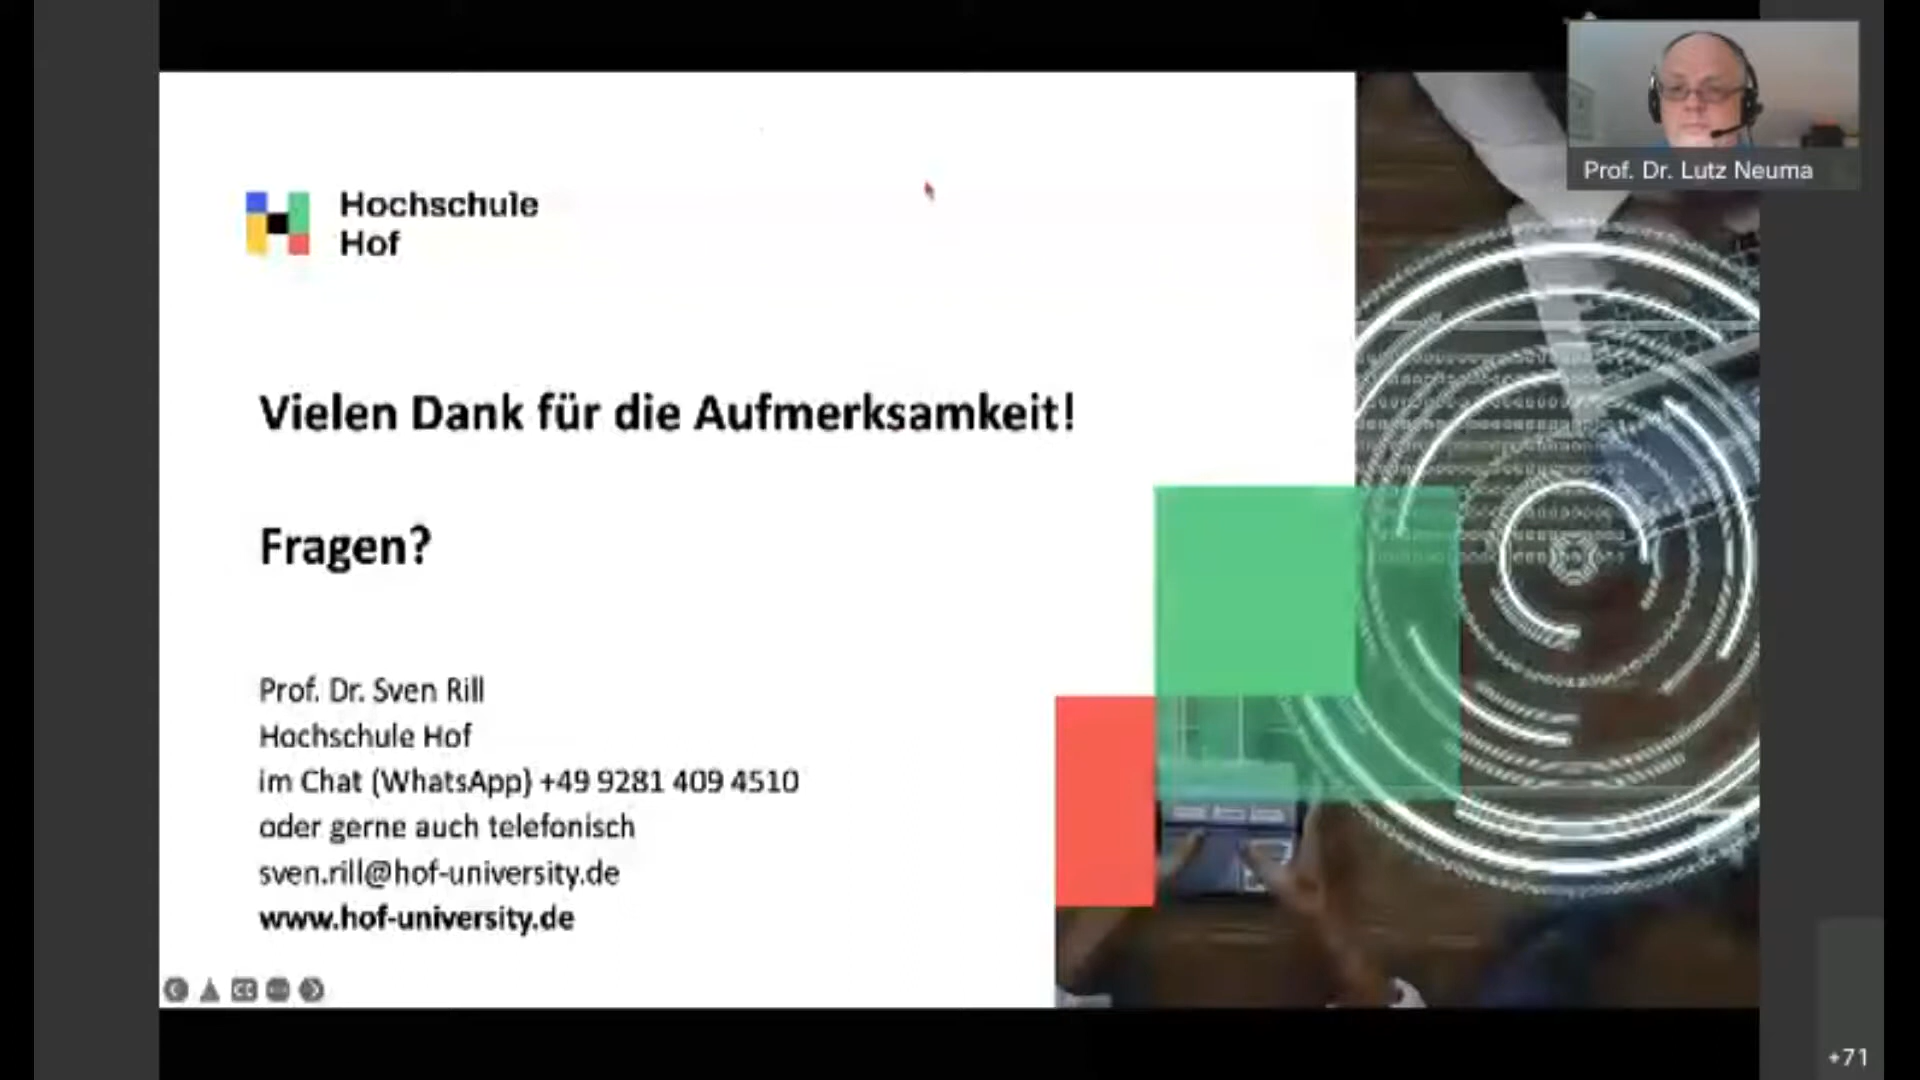 Prof. Dr. Lutz Neuma
Hochschule
Hof
Vielen Dank für die Aufmerksamkeit!
Fragen?
Prof. Dr. Sven Rill
Hochschule Hof
im Chat (WhatsApp) +49 9281 409 4510
oder gerne auch telefonisch
sven.rill@hof-university.de
www.hof-university.de
CC
+71